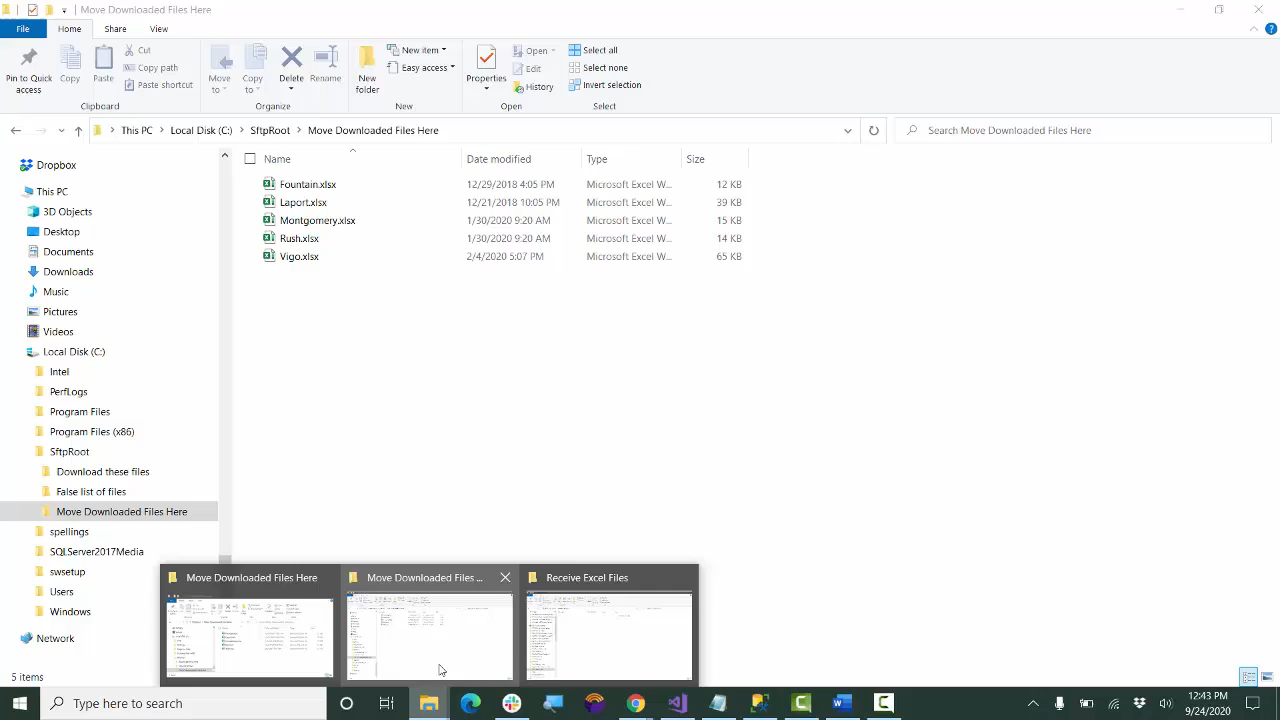 Move Downloaded Files Here
File Home Share View
Pin to Quick access
Copy
Paste
Cut
Copy path
Paste shortcut
Clipboard
Move to
Copy to
Delete
Rename
Organize
New folder
New item
Easy access
New
Properties
Open
Edit
History
Open
Select all
Select none
Invert selection
Select
This PC > Local Disk (C:) > SftpRoot > Move Downloaded Files Here
Search Move Downloaded Files Here
Dropbox
This PC
3D Objects
Desktop
Documents
Downloads
Music
Pictures
Videos
Local Disk (C:)
Intel
PerfLogs
Program Files
Program Files (x86)
SftpRoot
Download these files
False list of files
Move Downloaded Files Here
spellings
SQLServer2017Media
swsetup
Users
Windows
Network
Name Date modified Type Size
Fountain.xlsx 12/29/2018 4:05 PM Microsoft Excel W... 12 KB
Laport.xlsx 12/21/2018 10:05 PM Microsoft Excel W... 39 KB
Montgomery.xlsx 1/30/2020 9:20 AM Microsoft Excel W... 15 KB
Rush.xlsx 1/30/2020 9:20 AM Microsoft Excel W... 14 KB
Vigo.xlsx 2/4/2020 5:07 PM Microsoft Excel W... 65 KB
Move Downloaded Files Here
Move Downloaded Files ...
Receive Excel Files
5 items
Type here to search
12:43 PM
9/24/2020